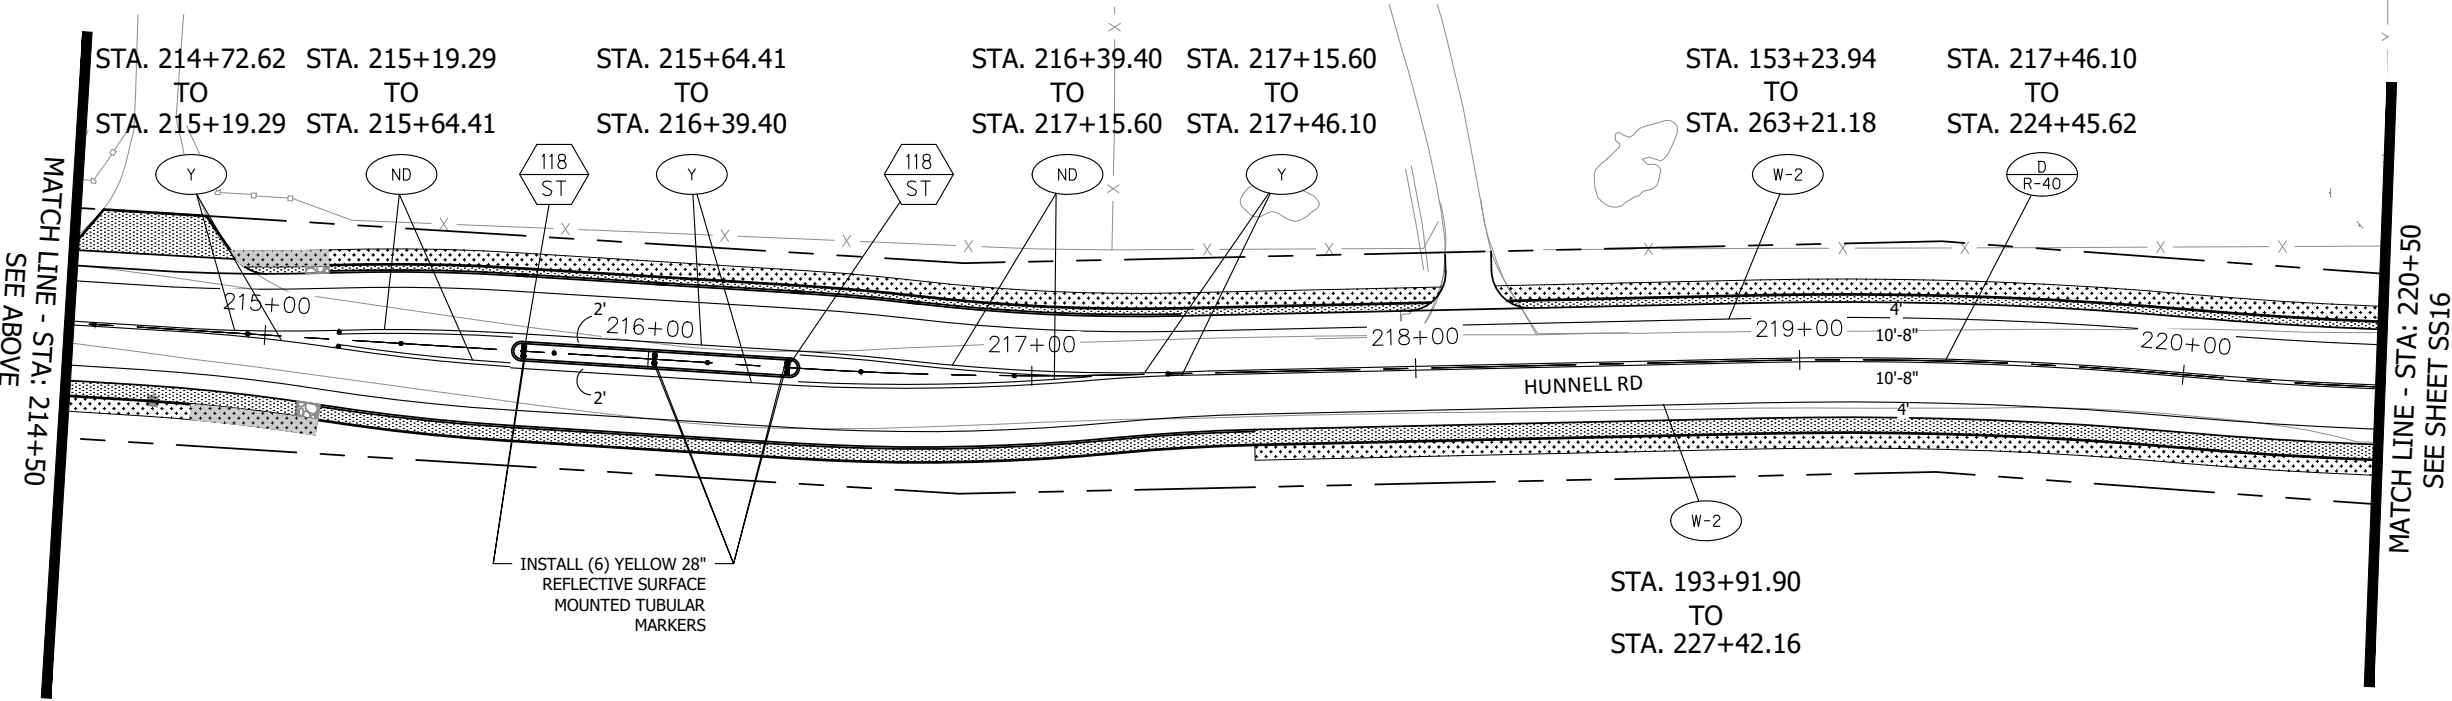 STA. 214+72.62
TO
STA. 215+19.29
STA. 215+19.29
TO
STA. 215+64.41
STA. 215+64.41
TO
STA. 216+39.40
STA. 216+39.40
TO
STA. 217+15.60
STA. 217+15.60
TO
STA. 217+46.10
STA. 153+23.94
TO
STA. 263+21.18
STA. 217+46.10
TO
STA. 224+45.62
Y
ND
118
ST
Y
118
ST
ND
Y
W-2
D
R-40
MATCH LINE - STA: 214+50
SEE ABOVE
215+00
2'
216+00
2'
217+00
218+00
219+00
220+00
4'
10'-8"
10'-8"
4'
HUNNELL RD
MATCH LINE - STA: 220+50
SEE SHEET SS16
W-2
INSTALL (6) YELLOW 28"
REFLECTIVE SURFACE
MOUNTED TUBULAR
MARKERS
STA. 193+91.90
TO
STA. 227+42.16